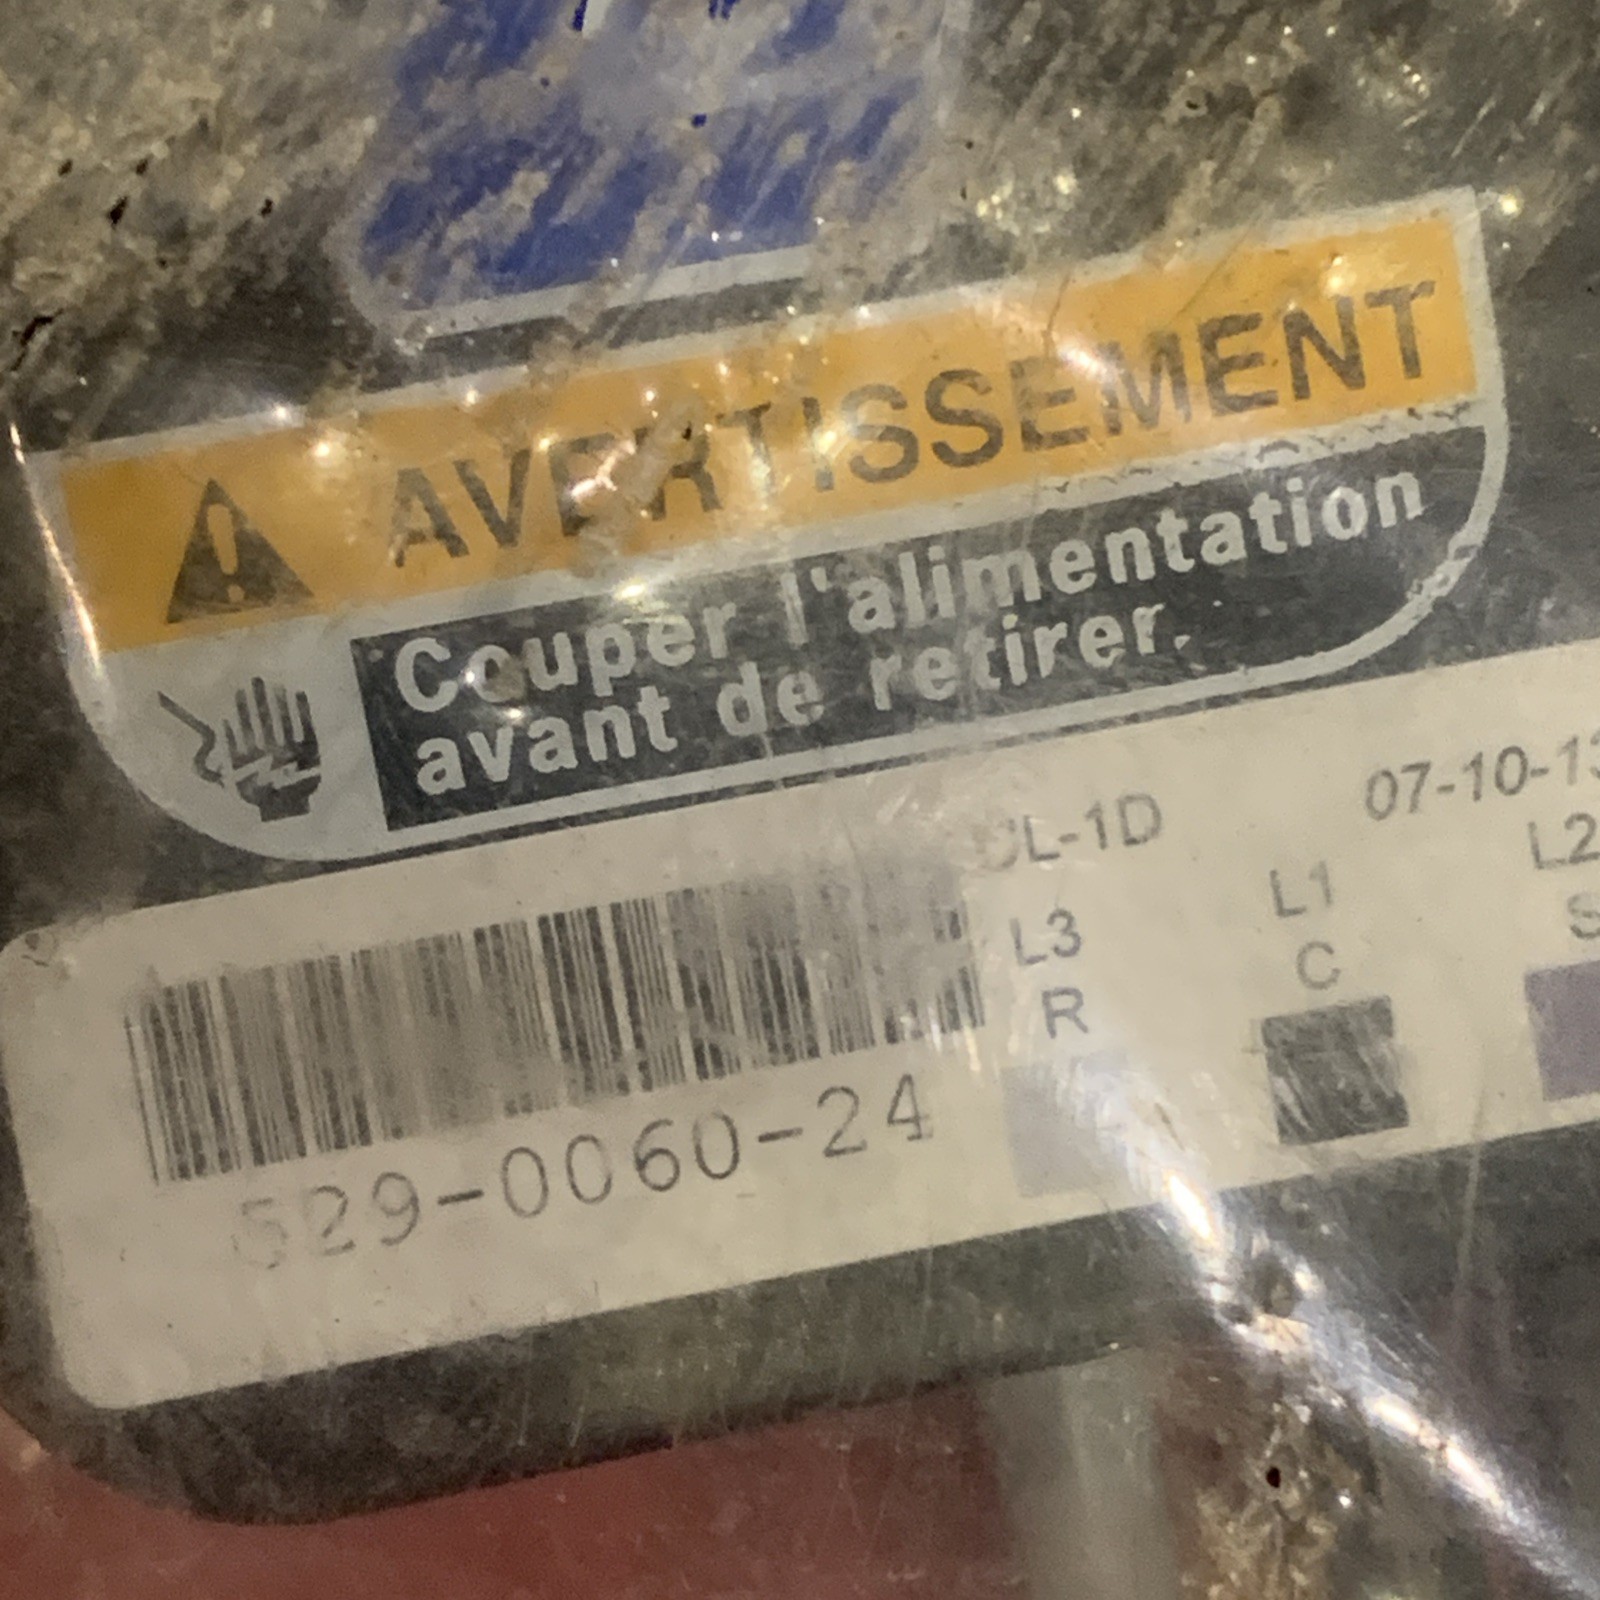 AVERTISSEMENT
Couper l'alimentation
avant de retirer.
07-10-13
L3 L1 L2
R C S
529-0060-24